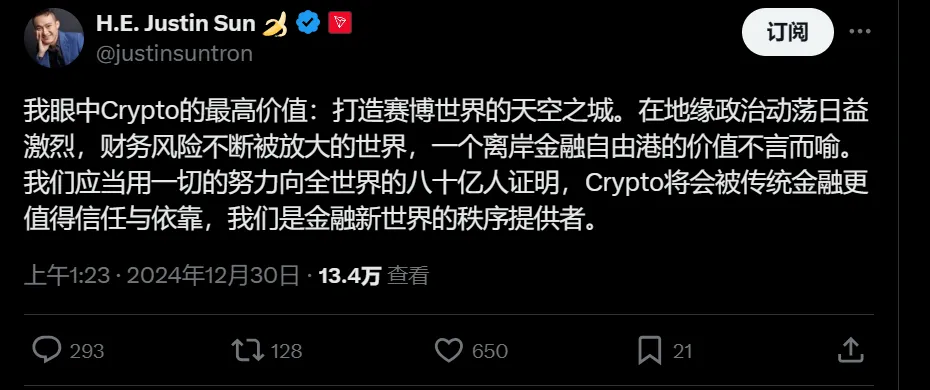 H.E. Justin Sun
@justinsuntron
订阅
我眼中Crypto的最高价值：打造赛博世界的天空之城。在地缘政治动荡日益
激烈，财务风险不断被放大的世界，一个离岸金融自由港的价值不言而喻。
我们应当用一切的努力向全世界的八十亿人证明，Crypto将会被传统金融更
值得信任与依靠，我们是金融新世界的秩序提供者。
上午1:23 · 2024年12月30日 · 13.4万 查看
293 128 650 21